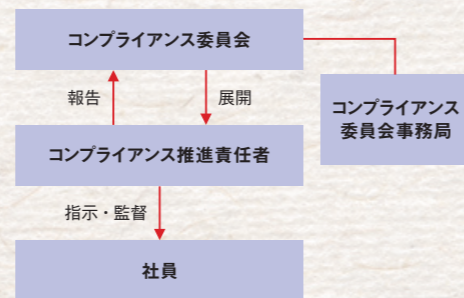 コンプライアンス委員会
報告
展開
コンプライアンス
委員会事務局
コンプライアンス推進責任者
指示・監督
社員